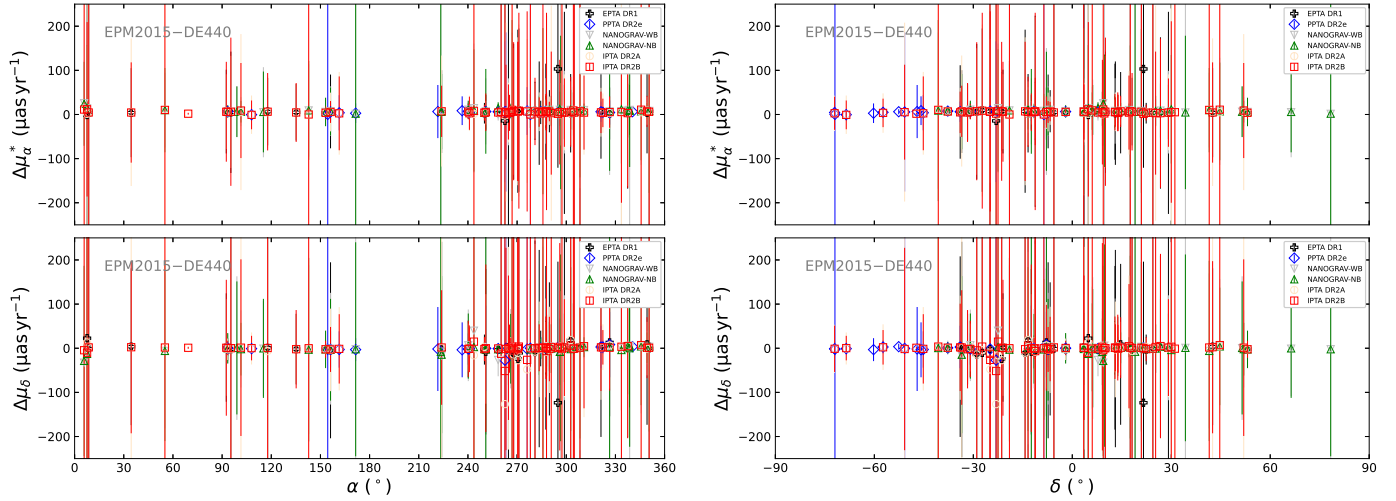 EPM2015−DE440
EPTA DR1
PPTA DR2e
NANOGRAV-WB
NANOGRAV-NB
IPTA DR2A
IPTA DR2B
Δμ*α (μas yr−1)
200
100
0
−100
−200
EPM2015−DE440
EPTA DR1
PPTA DR2e
NANOGRAV-WB
NANOGRAV-NB
IPTA DR2A
IPTA DR2B
Δμ*α (μas yr−1)
200
100
0
−100
−200
EPM2015−DE440
EPTA DR1
PPTA DR2e
NANOGRAV-WB
NANOGRAV-NB
IPTA DR2A
IPTA DR2B
Δμδ (μas yr−1)
200
100
0
−100
−200
0 30 60 90 120 150 180 210 240 270 300 330 360
α (°)
EPM2015−DE440
EPTA DR1
PPTA DR2e
NANOGRAV-WB
NANOGRAV-NB
IPTA DR2A
IPTA DR2B
Δμδ (μas yr−1)
200
100
0
−100
−200
−90 −60 −30 0 30 60 90
δ (°)